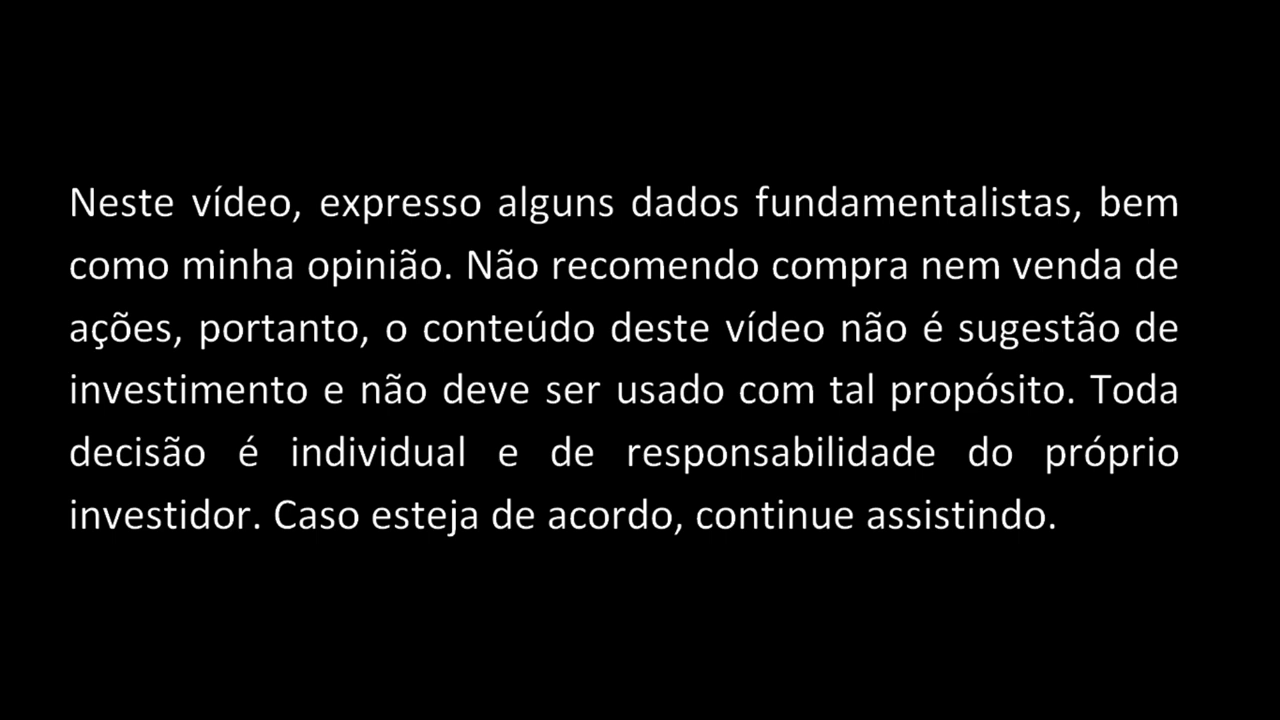 Neste vídeo, expresso alguns dados fundamentalistas, bem
como minha opinião. Não recomendo compra nem venda de
ações, portanto, o conteúdo deste vídeo não é sugestão de
investimento e não deve ser usado com tal propósito. Toda
decisão é individual e de responsabilidade do próprio
investidor. Caso esteja de acordo, continue assistindo.